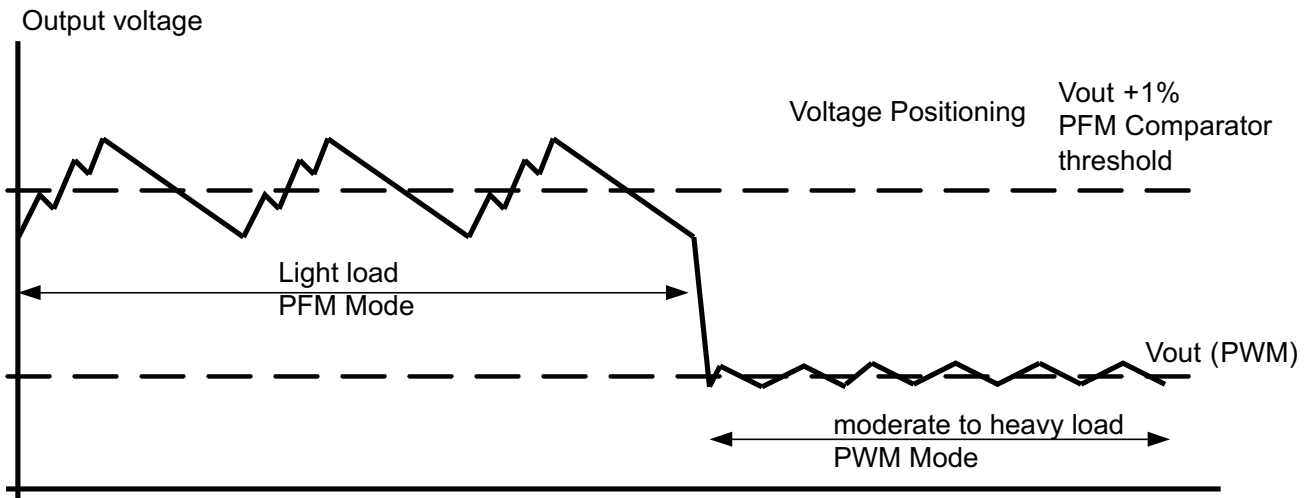 Output voltage
Voltage Positioning
Vout +1%
PFM Comparator
threshold
Light load
PFM Mode
Vout (PWM)
moderate to heavy load
PWM Mode